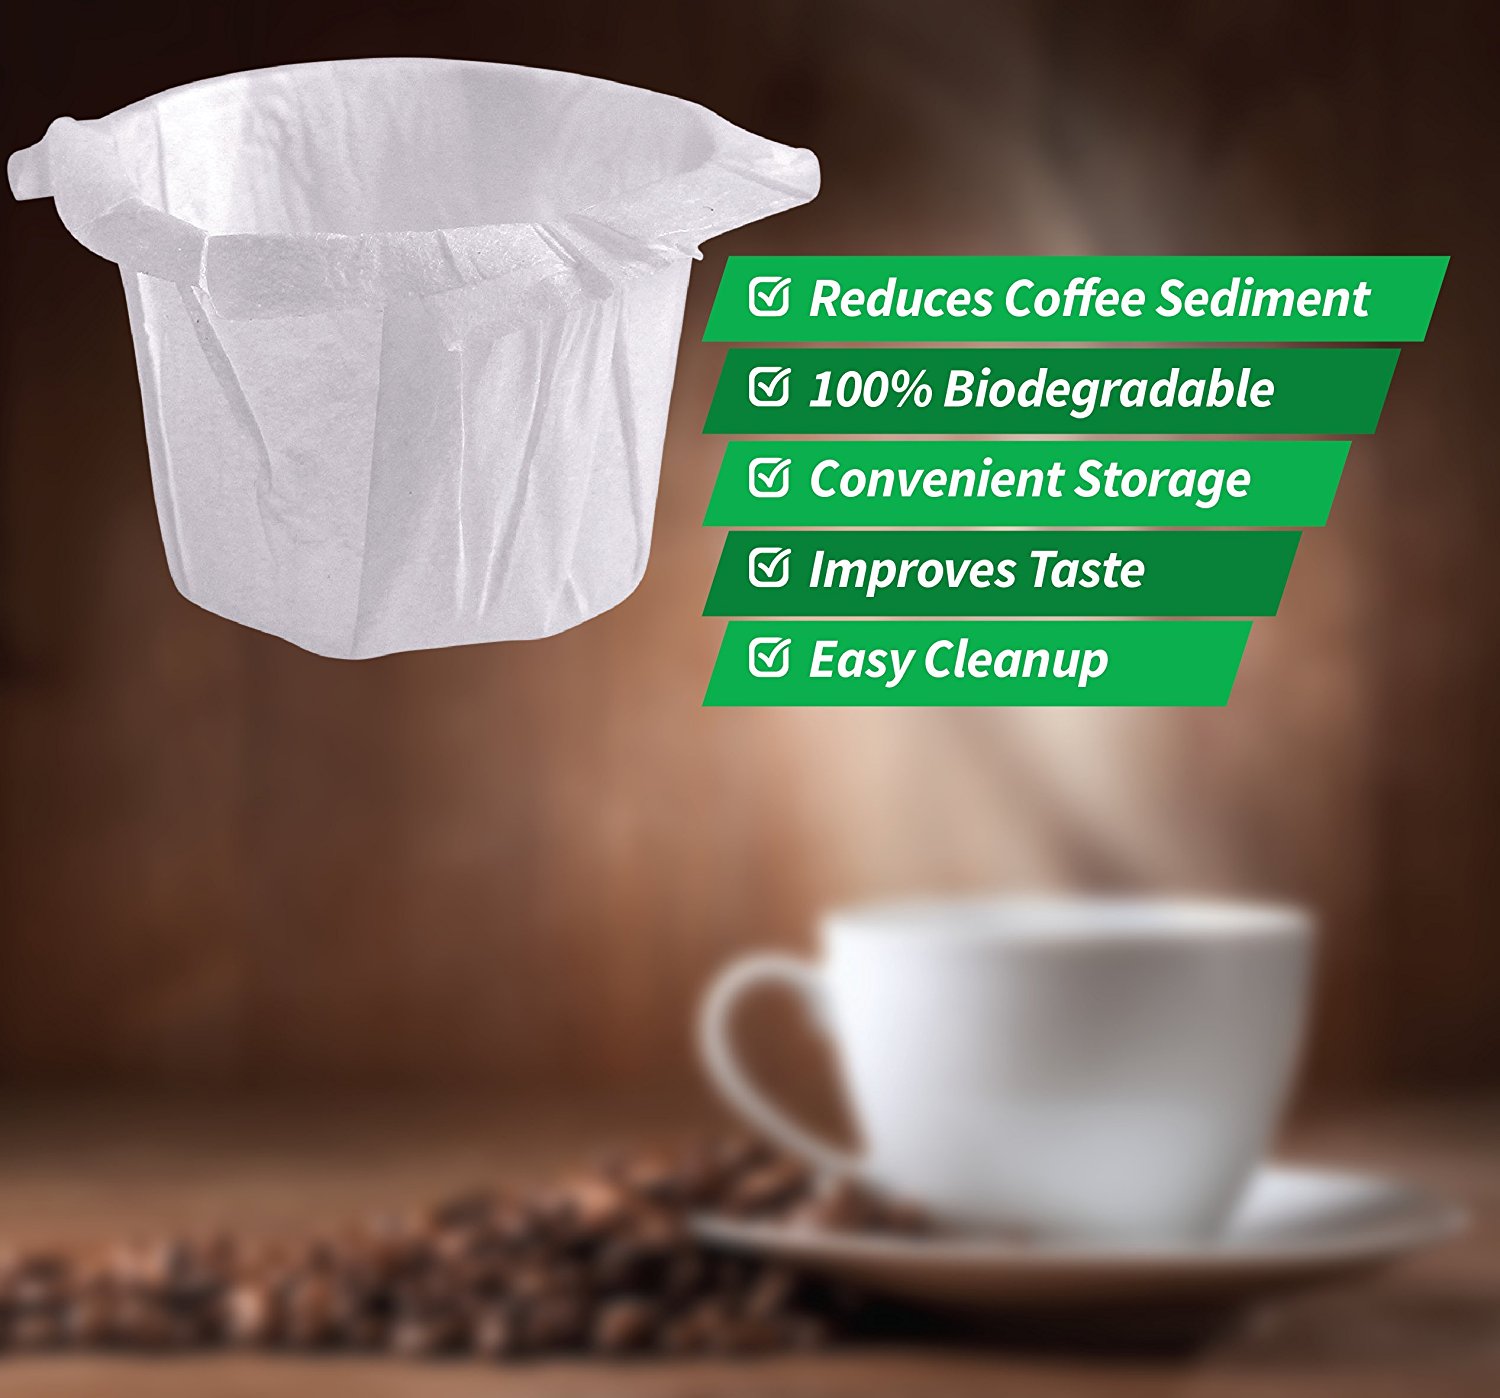 Reduces Coffee Sediment
100% Biodegradable
Convenient Storage
Improves Taste
Easy Cleanup